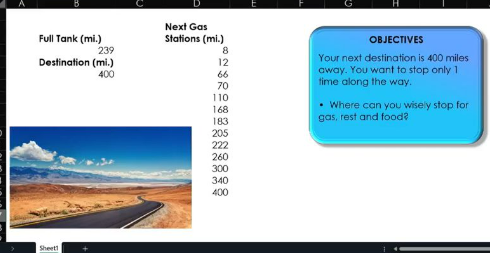 A B C D E F G H I
Next Gas
Full Tank (mi.) Stations (mi.)
239 8
Destination (mi.) 12
400 66
70
110
168
183
205
222
260
300
340
400
OBJECTIVES
Your next destination is 400 miles
away. You want to stop only 1
time along the way.
• Where can you wisely stop for
gas, rest and food?
Sheet1 +